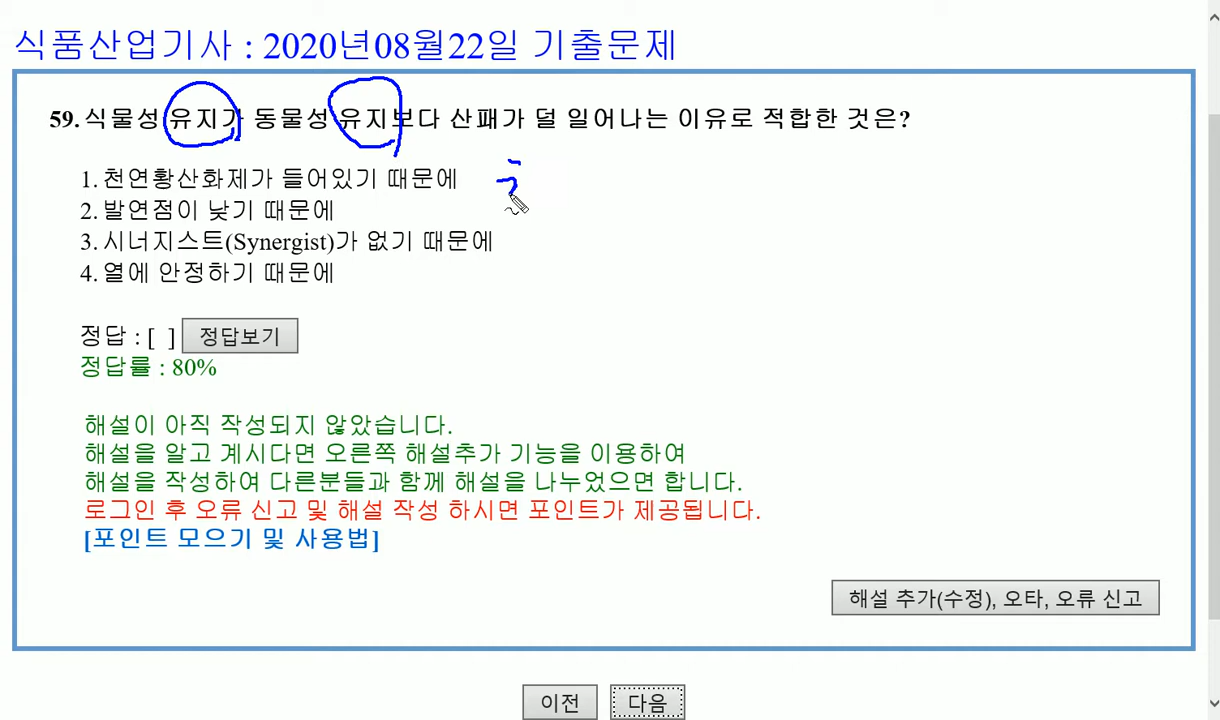 식품산업기사 : 2020년08월22일 기출문제
59. 식물성 유지가 동물성 유지보다 산패가 덜 일어나는 이유로 적합한 것은?
1. 천연황산화제가 들어있기 때문에
2. 발연점이 낮기 때문에
3. 시너지스트(Synergist)가 없기 때문에
4. 열에 안정하기 때문에
정답 : [ ] 정답보기
정답률 : 80%
해설이 아직 작성되지 않았습니다.
해설을 알고 계시다면 오른쪽 해설추가 기능을 이용하여
해설을 작성하여 다른분들과 함께 해설을 나누었으면 합니다.
로그인 후 오류 신고 및 해설 작성 하시면 포인트가 제공됩니다.
[포인트 모으기 및 사용법]
해설 추가(수정), 오타, 오류 신고
이전 다음